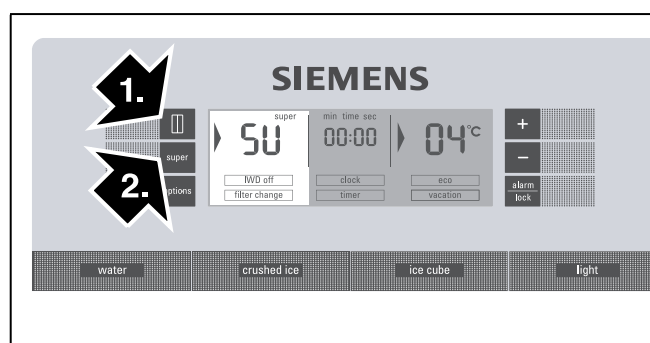 1.
SIEMENS
super
SU
min time sec
00:00
04°C
+
super
–
2.
IWD off
clock
eco
filter change
timer
vacation
alarm
lock
water
crushed ice
ice cube
light